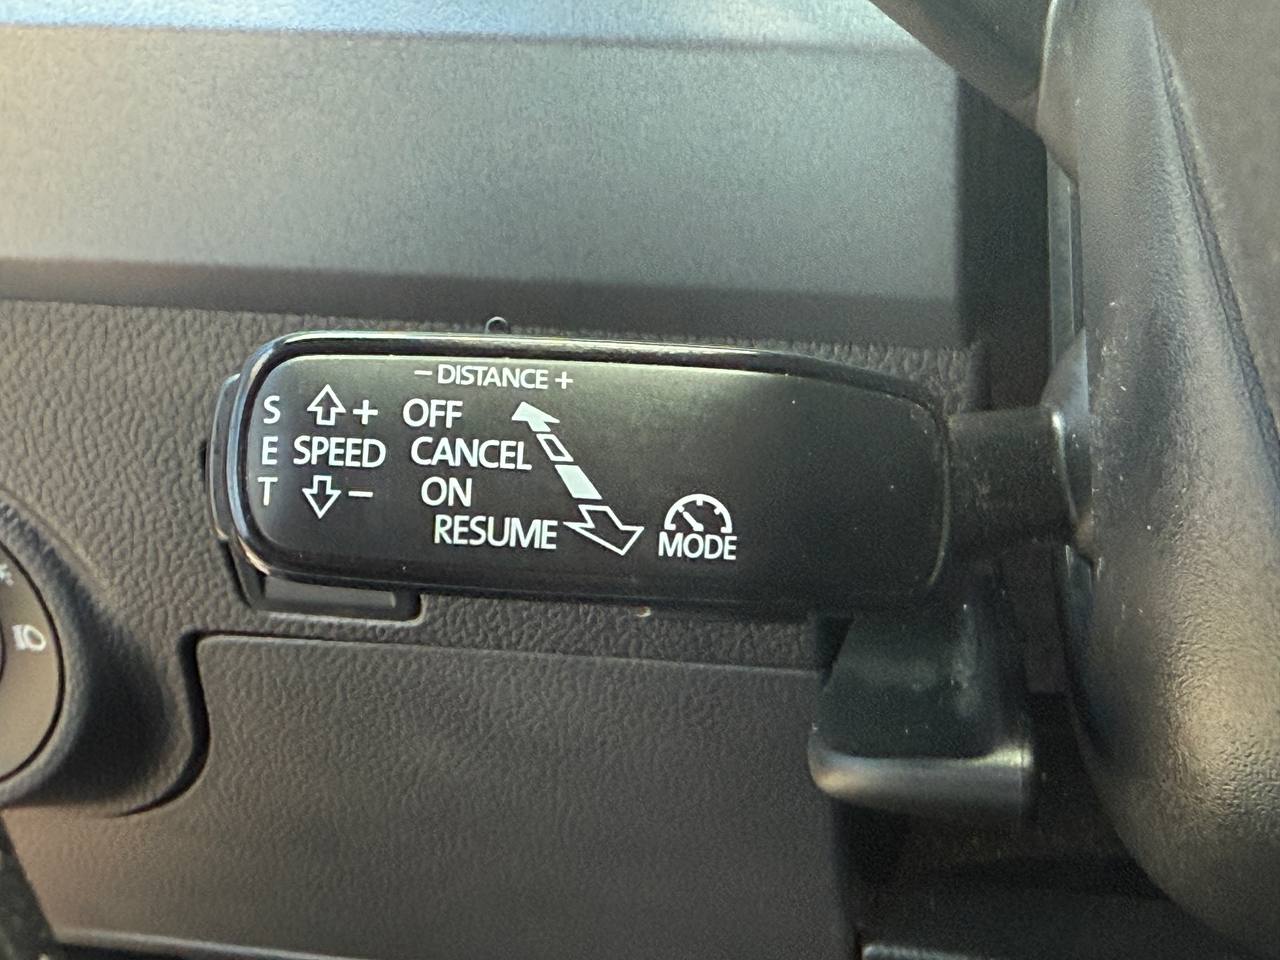 – DISTANCE +
S + OFF
E SPEED CANCEL
T – ON
RESUME
MODE